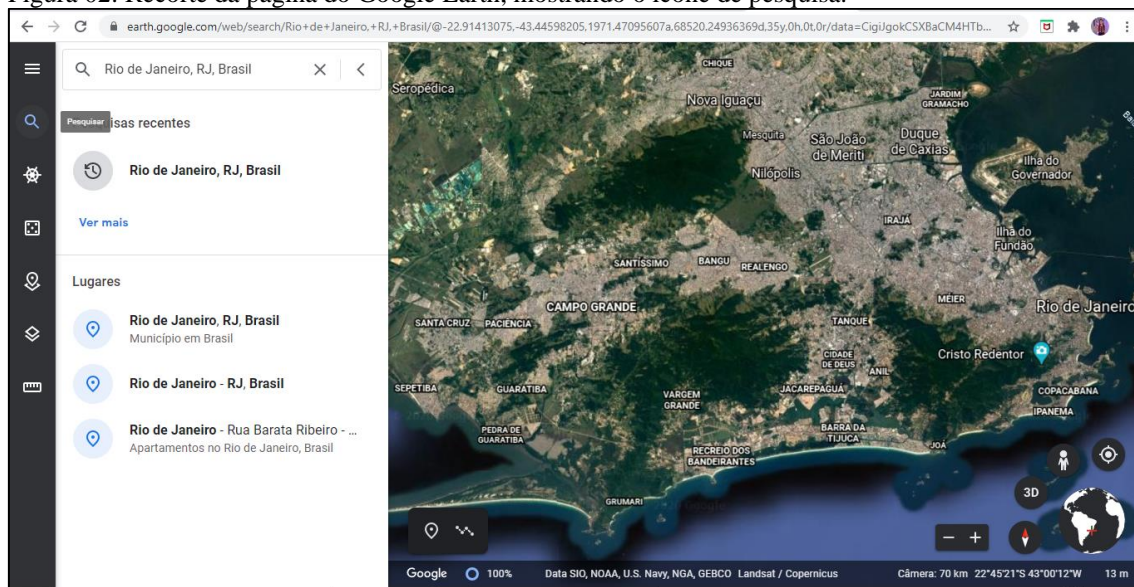 Figura 02: Recorte da página do Google Earth, mostrando o ícone de pesquisa.
earth.google.com/web/search/Rio+de+Janeiro,+RJ,+Brasil/@-22.91413075,-43.44598205,1971.47095607a,68520.24936369d,35y,0h,0t,0r/data=CigiJgokCSXBaCM4HTb...
Rio de Janeiro, RJ, Brasil
Pesquisar
isas recentes
Rio de Janeiro, RJ, Brasil
Ver mais
Lugares
Rio de Janeiro, RJ, Brasil
Município em Brasil
Rio de Janeiro - RJ, Brasil
Rio de Janeiro - Rua Barata Ribeiro - ...
Apartamentos no Rio de Janeiro, Brasil
CHIQUE
Seropédica
Nova Iguaçu
JARDIM
GRAMACHO
Mesquita
São João
de Meriti
Duque
de Caxias
Nilópolis
Ilha do
Governador
IRAJÁ
Ilha do
Fundão
SANTÍSSIMO
BANGU
REALENGO
CAMPO GRANDE
MÉIER
Rio de Janeiro
SANTA CRUZ
PACIÊNCIA
TANQUE
CIDADE
DE DEUS
ANIL
Cristo Redentor
SEPETIBA
GUARATIBA
VARGEM
GRANDE
JACAREPAGUÁ
COPACABANA
IPANEMA
PEDRA DE
GUARATIBA
BARRA DA
TIJUCA
JOÁ
RECREIO DOS
BANDEIRANTES
GRUMARI
3D
Google
100%
Data SIO, NOAA, U.S. Navy, NGA, GEBCO Landsat / Copernicus
Câmera: 70 km 22°45'21"S 43°00'12"W 13 m